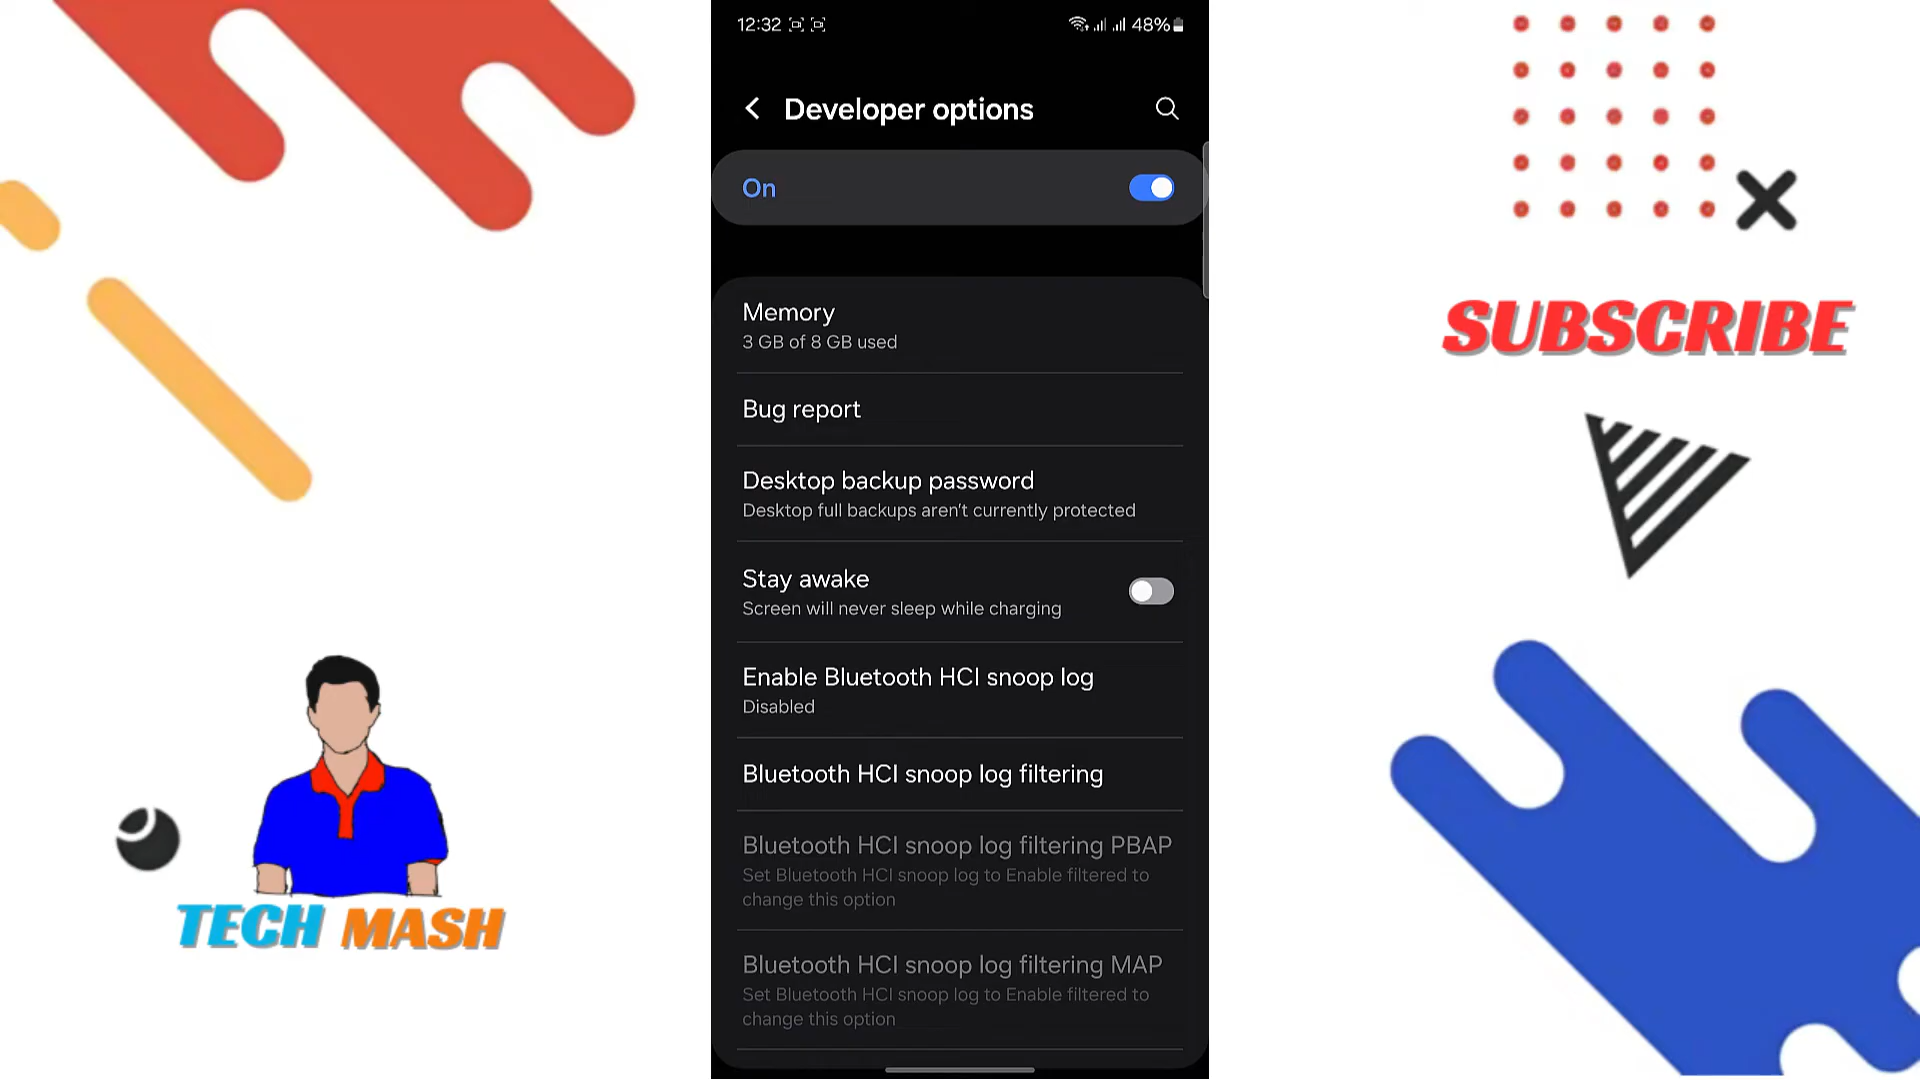 12:32
48%
Developer options
On
Memory
3 GB of 8 GB used
Bug report
Desktop backup password
Desktop full backups aren't currently protected
Stay awake
Screen will never sleep while charging
Enable Bluetooth HCI snoop log
Disabled
Bluetooth HCI snoop log filtering
Bluetooth HCI snoop log filtering PBAP
Set Bluetooth HCI snoop log to Enable filtered to
change this option
Bluetooth HCI snoop log filtering MAP
Set Bluetooth HCI snoop log to Enable filtered to
change this option
SUBSCRIBE
TECH MASH